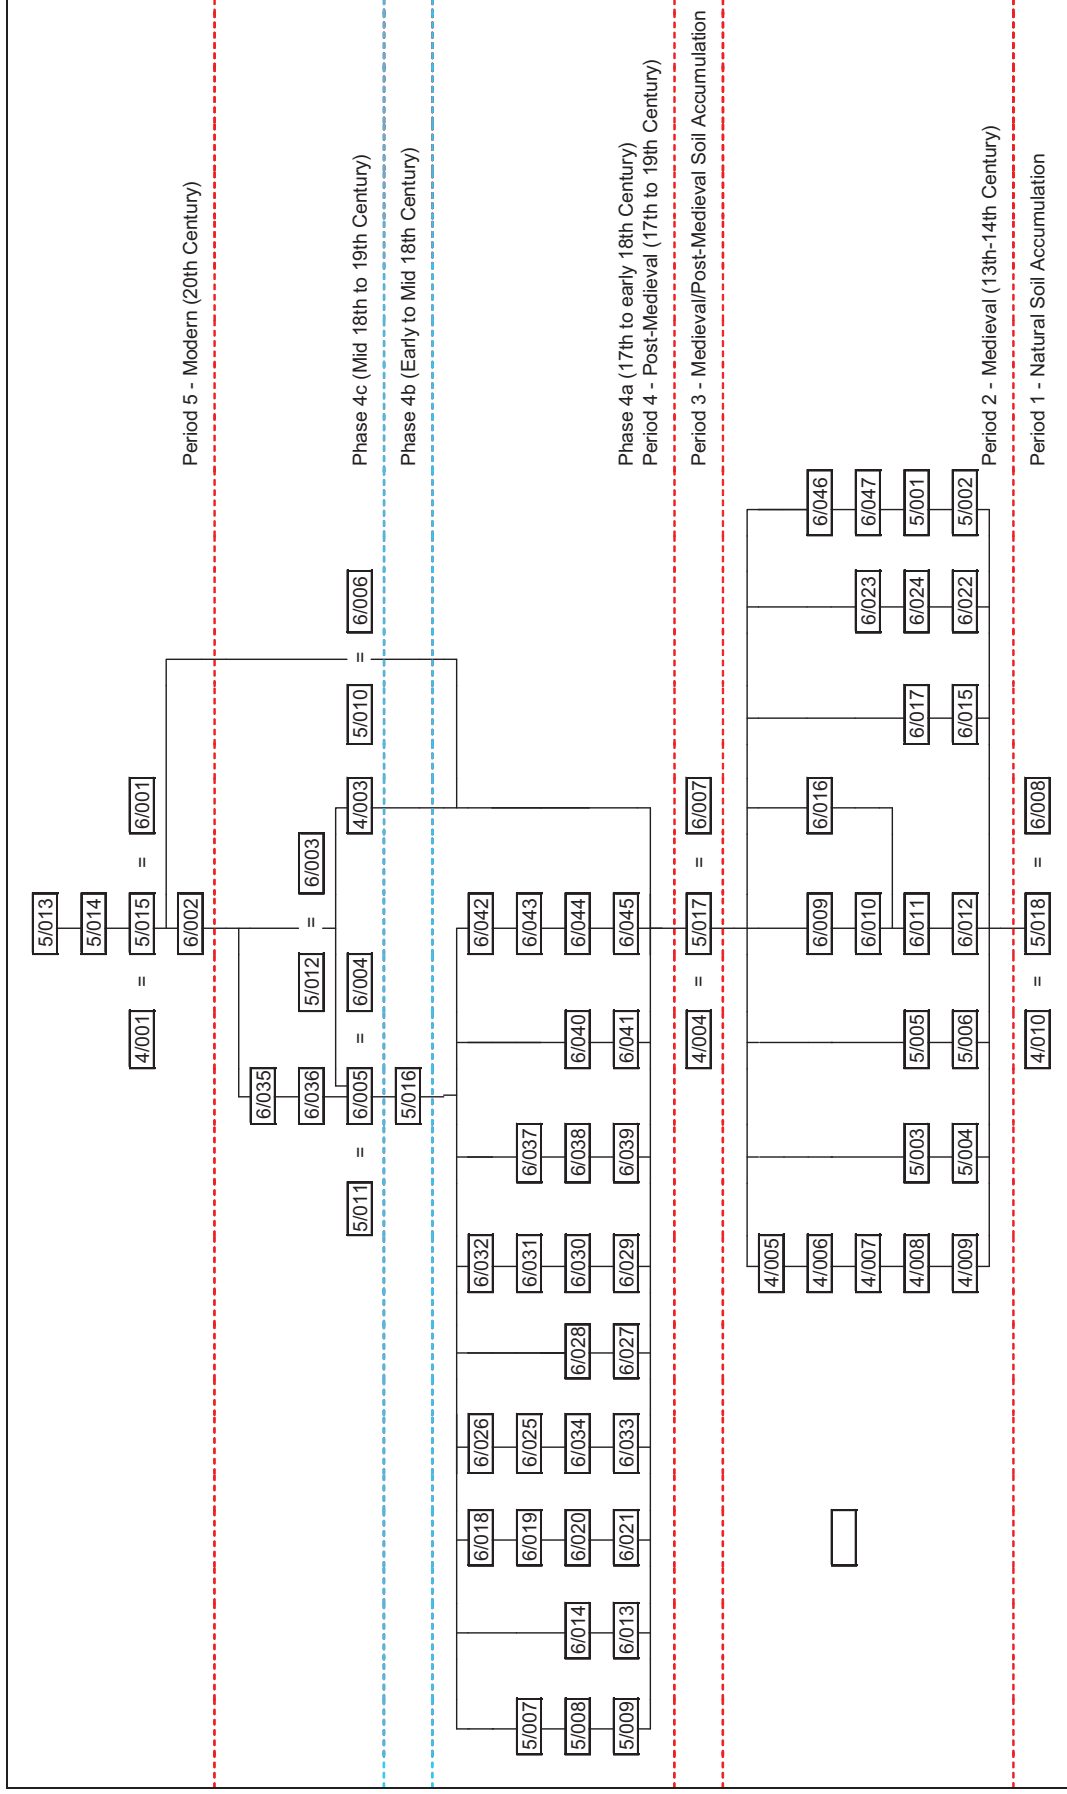 5/013
5/014
4/001 = 5/015 = 6/001
6/002 Period 5 - Modern (20th Century)
6/035
6/036 5/012 = 6/003
5/011 = 6/005 = 6/004 4/003 5/010 = 6/006 Phase 4c (Mid 18th to 19th Century)
5/016 Phase 4b (Early to Mid 18th Century)
6/018 6/026 6/032 6/042
5/007 6/019 6/025 6/031 6/037 6/043
5/008 6/014 6/020 6/034 6/028 6/030 6/038 6/040 6/044
5/009 6/013 6/021 6/033 6/027 6/029 6/039 6/041 6/045 Phase 4a (17th to early 18th Century)
Period 4 - Post-Medieval (17th to 19th Century)
4/004 = 5/017 = 6/007 Period 3 - Medieval/Post-Medieval Soil Accumulation
4/005
4/006 6/009 6/016 6/046
4/007 6/010 6/023 6/047
4/008 5/003 5/005 6/011 6/017 6/024 5/001
4/009 5/004 5/006 6/012 6/015 6/022 5/002
Period 2 - Medieval (13th-14th Century)
4/010 = 5/018 = 6/008 Period 1 - Natural Soil Accumulation